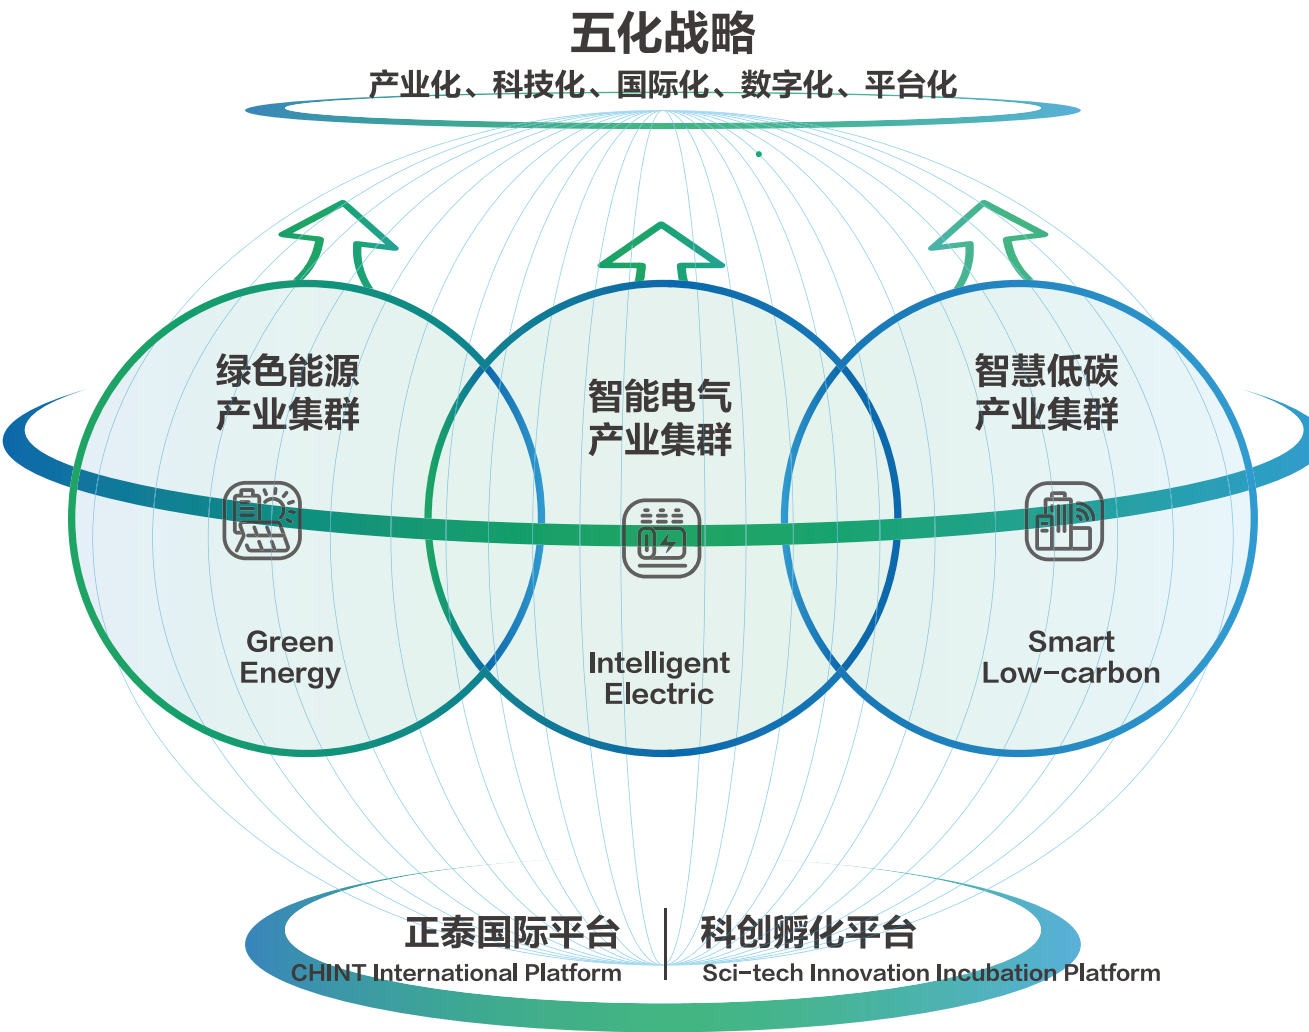 五化战略
产业化、科技化、国际化、数字化、平台化
绿色能源
产业集群
Green
Energy
智能电气
产业集群
Intelligent
Electric
智慧低碳
产业集群
Smart
Low-carbon
正泰国际平台
CHINT International Platform
科创孵化平台
Sci-tech Innovation Incubation Platform